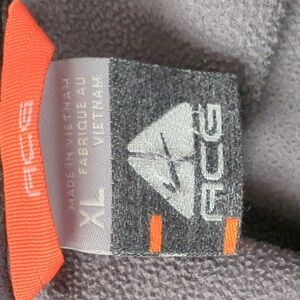 ACG
MADE IN VIETNAM
FABRIQUE AU
VIETNAM
XL
ACG